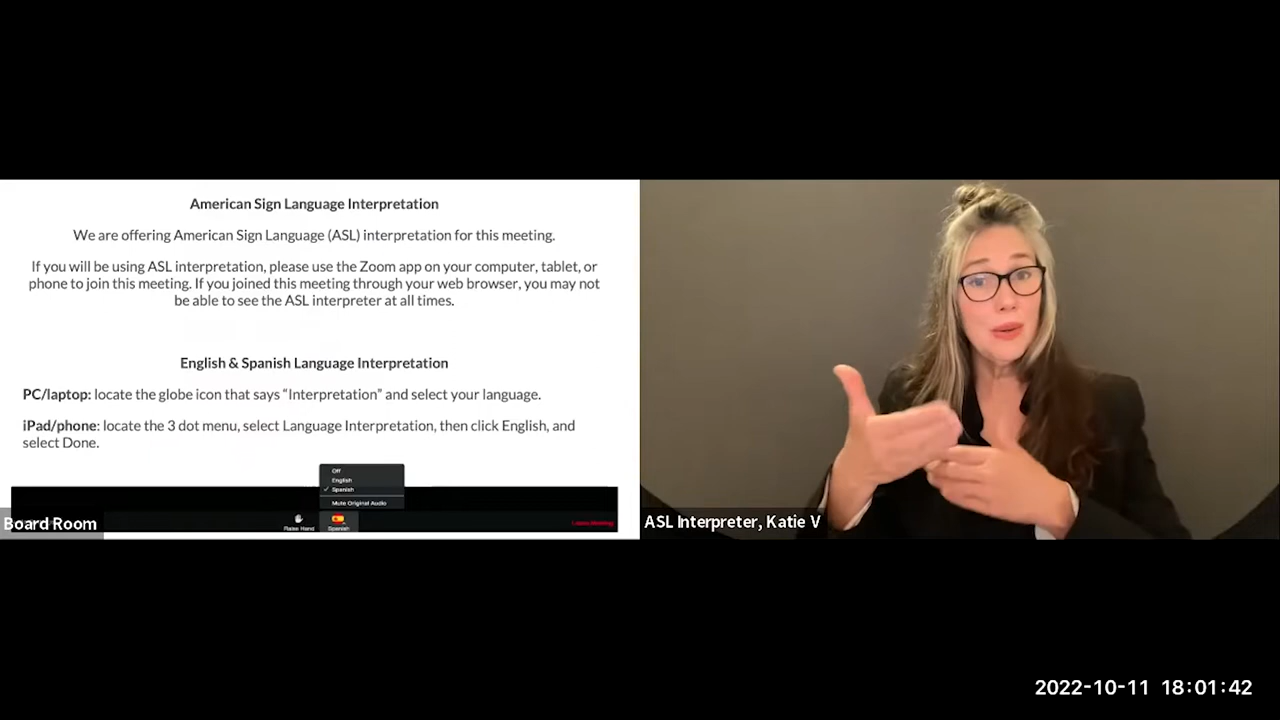 American Sign Language Interpretation
We are offering American Sign Language (ASL) interpretation for this meeting.
If you will be using ASL interpretation, please use the Zoom app on your computer, tablet, or
phone to join this meeting. If you joined this meeting through your web browser, you may not
be able to see the ASL interpreter at all times.
English & Spanish Language Interpretation
PC/laptop: locate the globe icon that says “Interpretation” and select your language.
iPad/phone: locate the 3 dot menu, select Language Interpretation, then click English, and
select Done.
Off
English
Spanish
Mute Original Audio
Raise Hand
Spanish
Board Room
ASL Interpreter, Katie V
2022-10-11 18:01:42